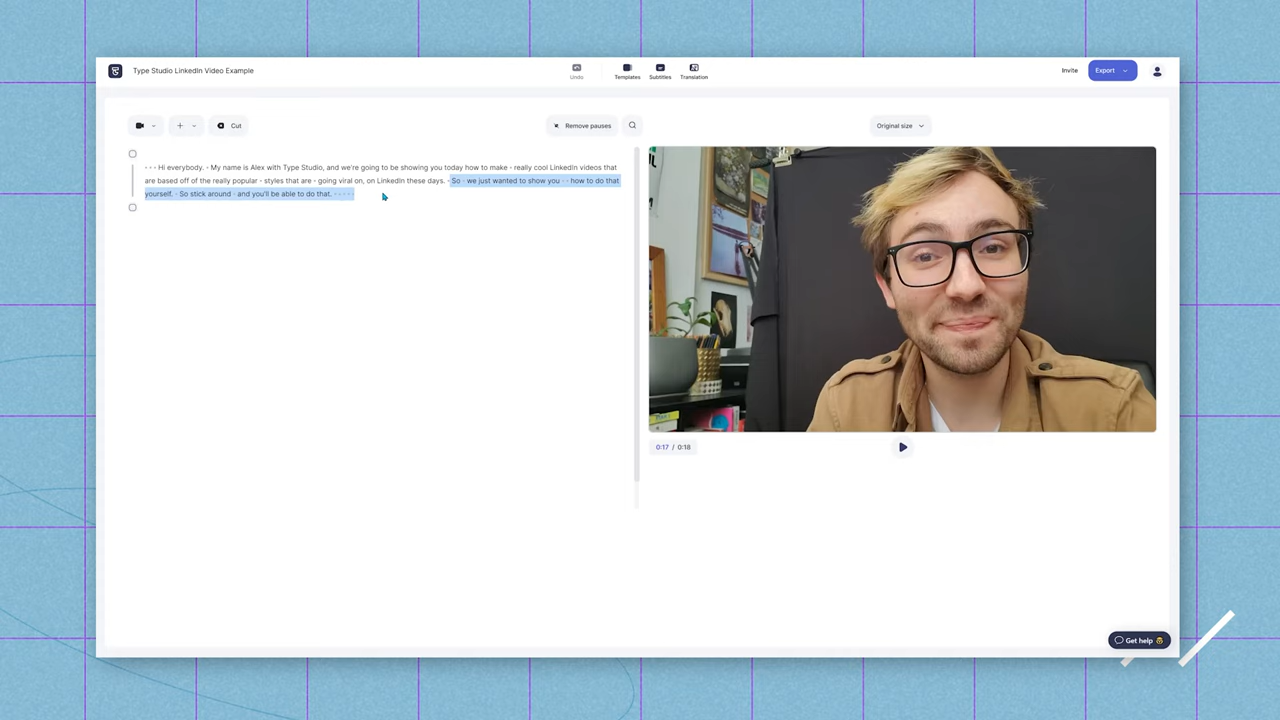 Type Studio LinkedIn Video Example
Undo
Templates
Subtitles
Translation
Invite
Export
Cut
Remove pauses
Original size
- - - Hi everybody. - My name is Alex with Type Studio, and we're going to be showing you today how to make - really cool LinkedIn videos that
are based off of the really popular - styles that are - going viral on, on LinkedIn these days. - So - we just wanted to show you - - how to do that
yourself. - So stick around - and you'll be able to do that. - - - - -
0:17 / 0:18
Get help